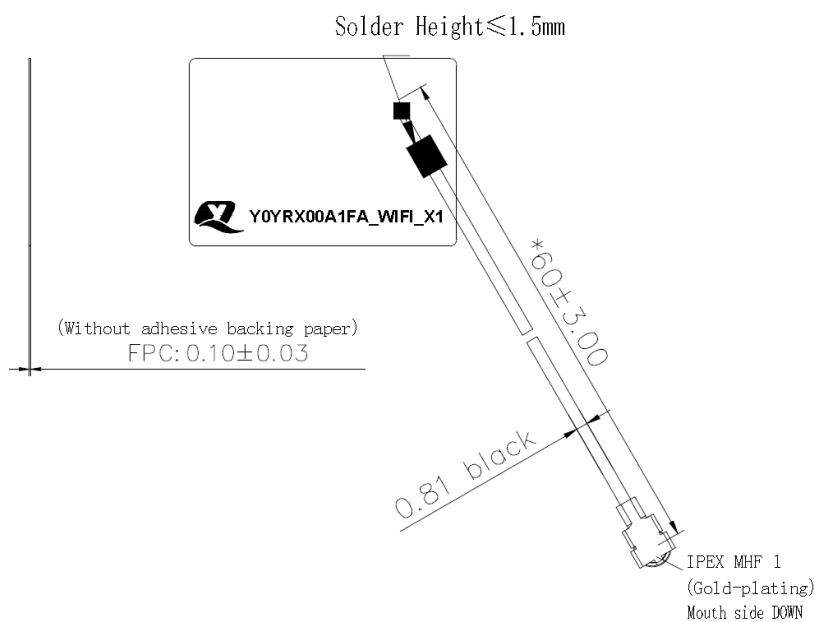 Solder Height≤1.5mm
Y0YRX00A1FA_WIFI_X1
*60±3.00
(Without adhesive backing paper)
FPC:0.10±0.03
0.81 black
IPEX MHF 1
(Gold-plating)
Mouth side DOWN